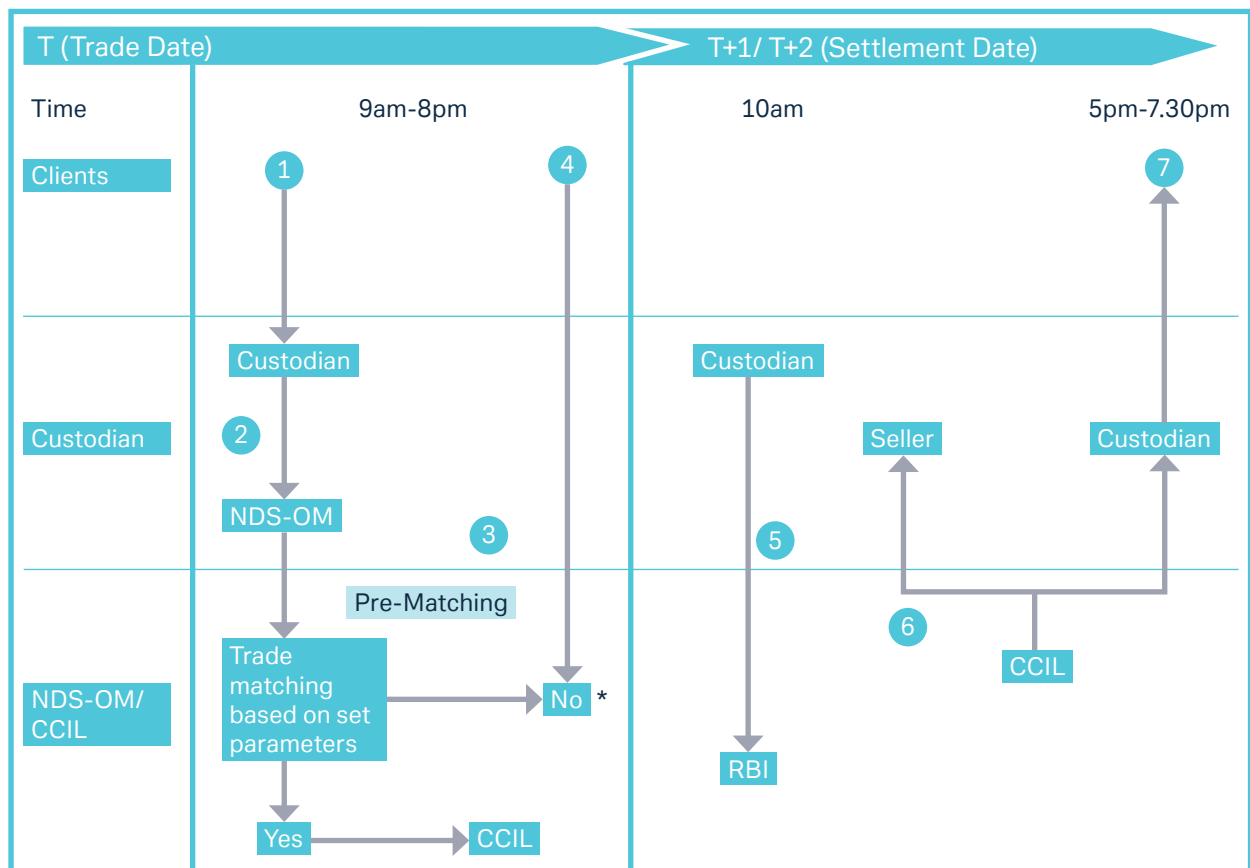 T (Trade Date)
T+1/ T+2 (Settlement Date)
Time
9am-8pm
10am
5pm-7.30pm
Clients
1
4
7
Custodian
Custodian
Custodian
2
Seller
Custodian
NDS-OM
3
5
Pre-Matching
6
NDS-OM/
CCIL
Trade
matching
based on set
parameters
No *
CCIL
RBI
Yes
CCIL